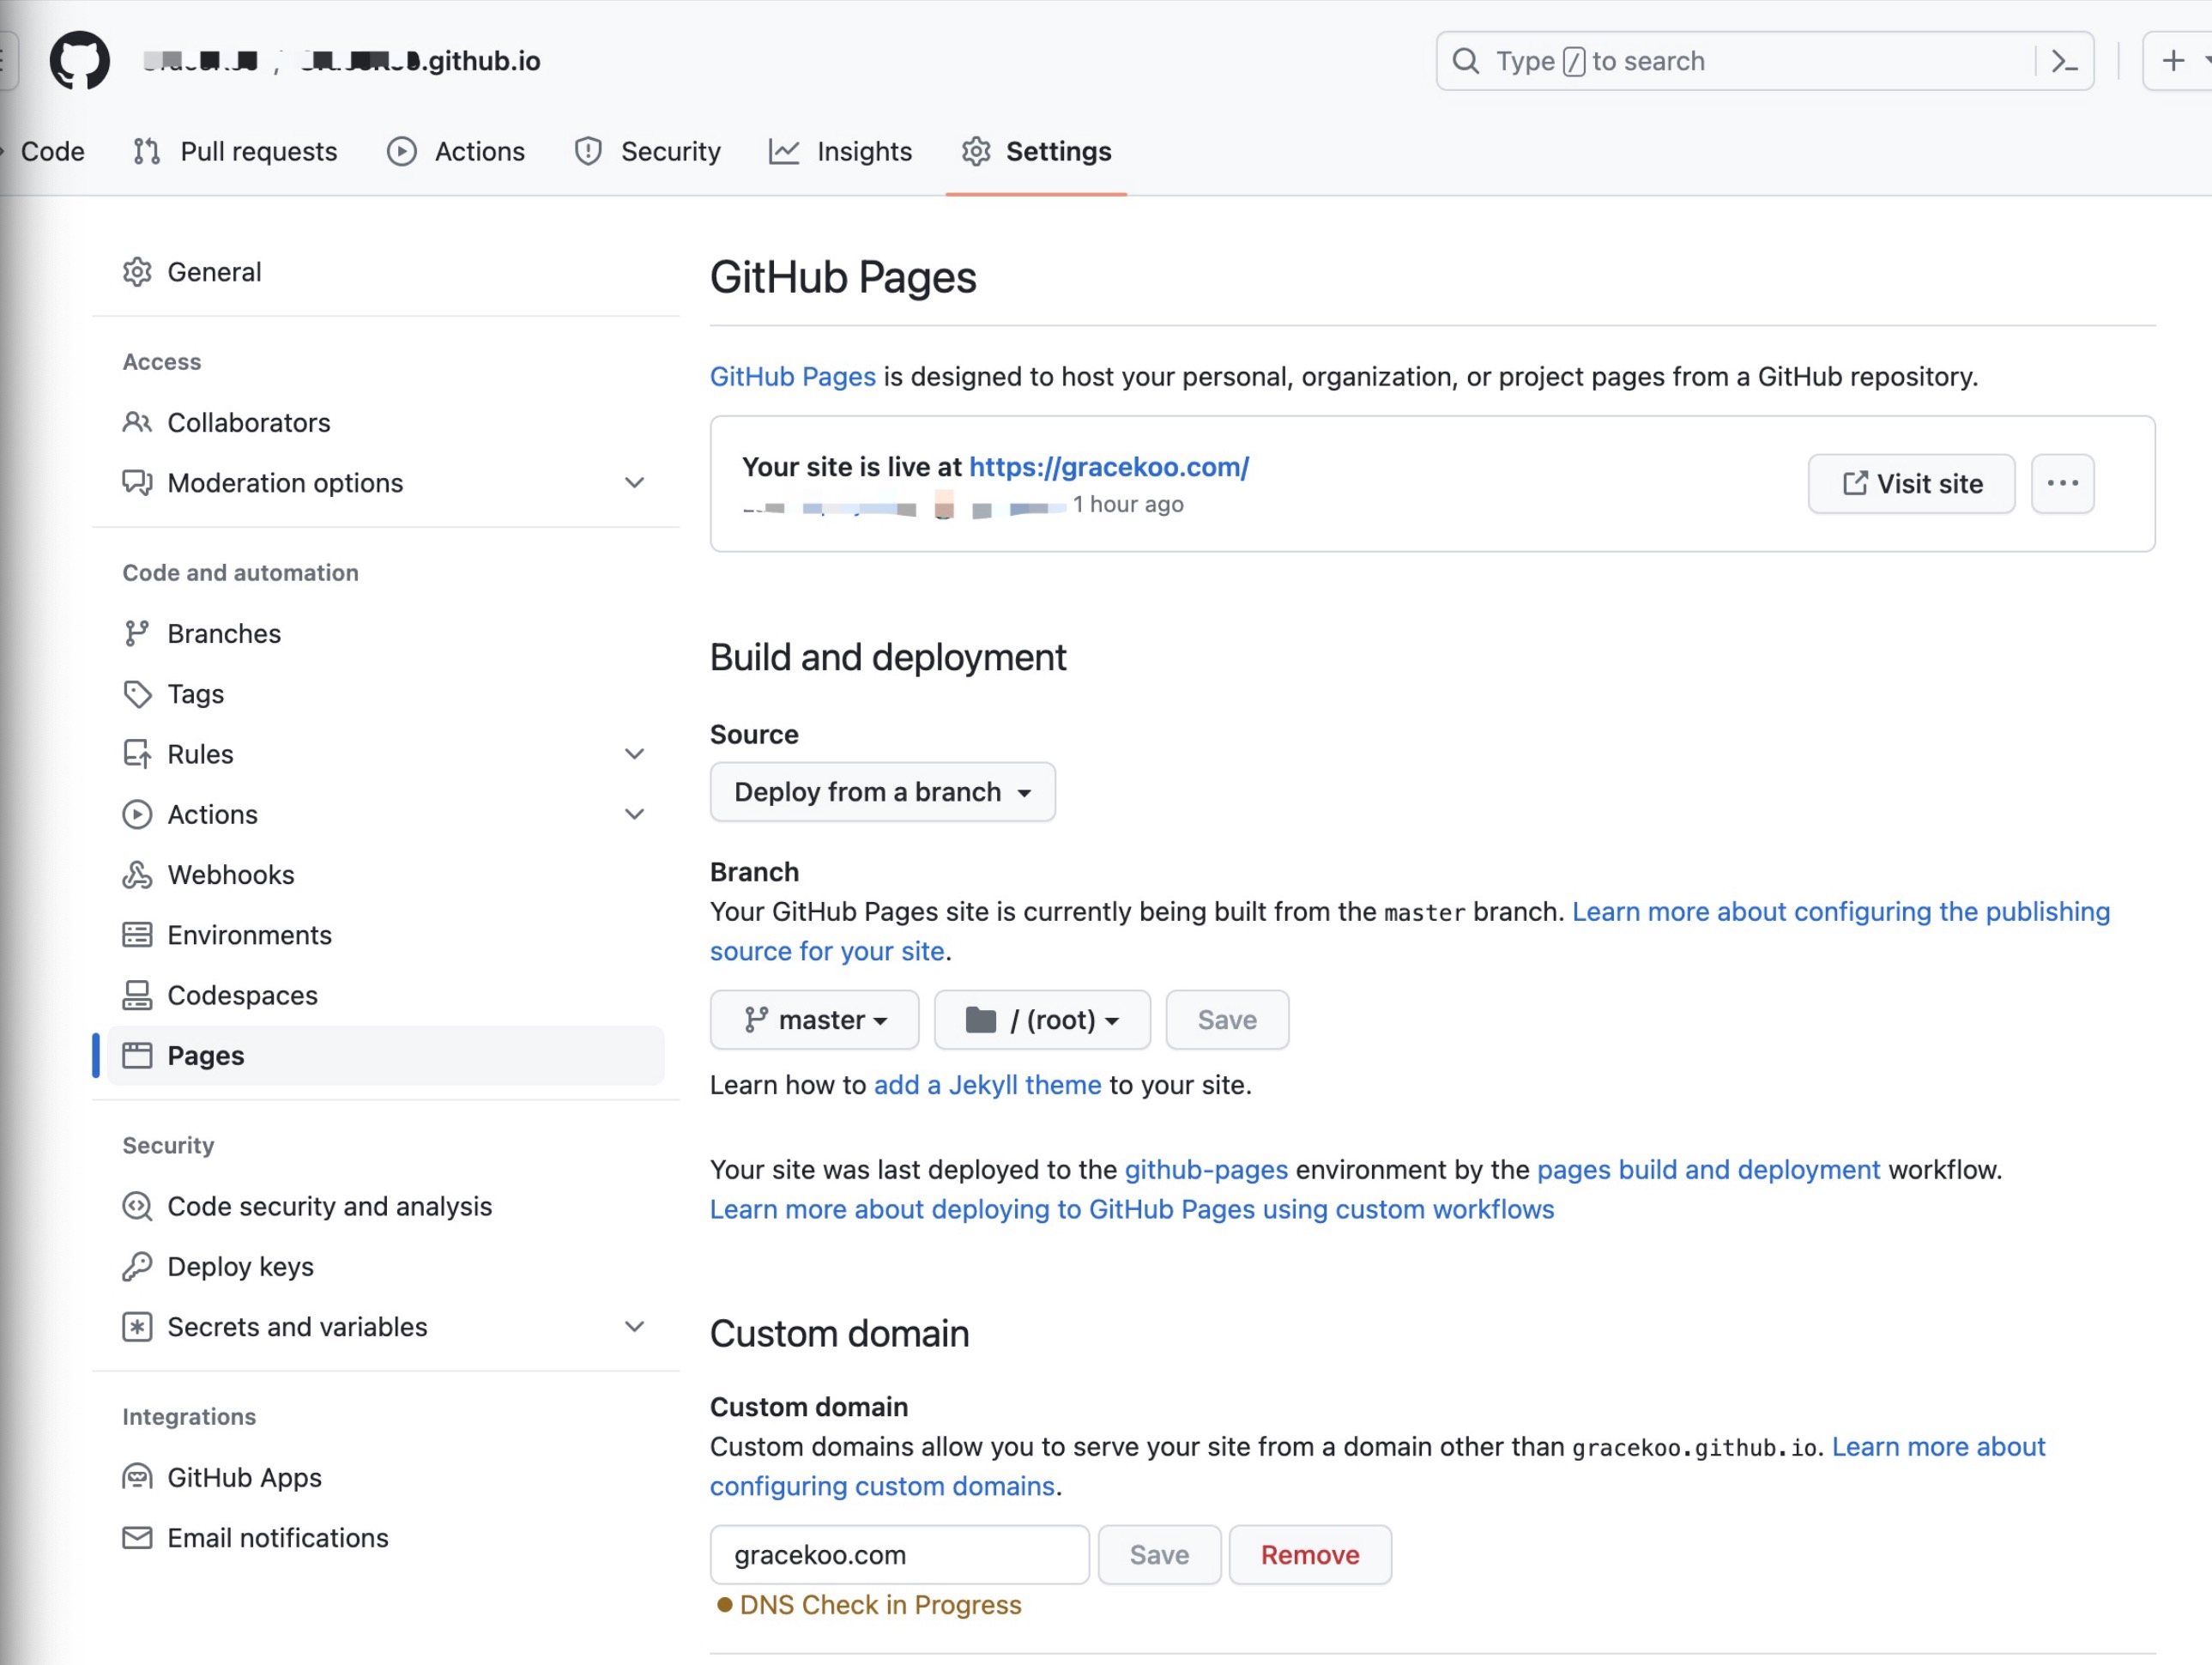 .github.io
Type / to search
Code
Pull requests
Actions
Security
Insights
Settings
General
Access
Collaborators
Moderation options
Code and automation
Branches
Tags
Rules
Actions
Webhooks
Environments
Codespaces
Pages
Security
Code security and analysis
Deploy keys
Secrets and variables
Integrations
GitHub Apps
Email notifications
GitHub Pages
GitHub Pages is designed to host your personal, organization, or project pages from a GitHub repository.
Your site is live at https://gracekoo.com/
1 hour ago
Visit site
Build and deployment
Source
Deploy from a branch
Branch
Your GitHub Pages site is currently being built from the master branch. Learn more about configuring the publishing
source for your site.
master
/ (root)
Save
Learn how to add a Jekyll theme to your site.
Your site was last deployed to the github-pages environment by the pages build and deployment workflow.
Learn more about deploying to GitHub Pages using custom workflows
Custom domain
Custom domain
Custom domains allow you to serve your site from a domain other than gracekoo.github.io. Learn more about
configuring custom domains.
gracekoo.com
Save
Remove
DNS Check in Progress